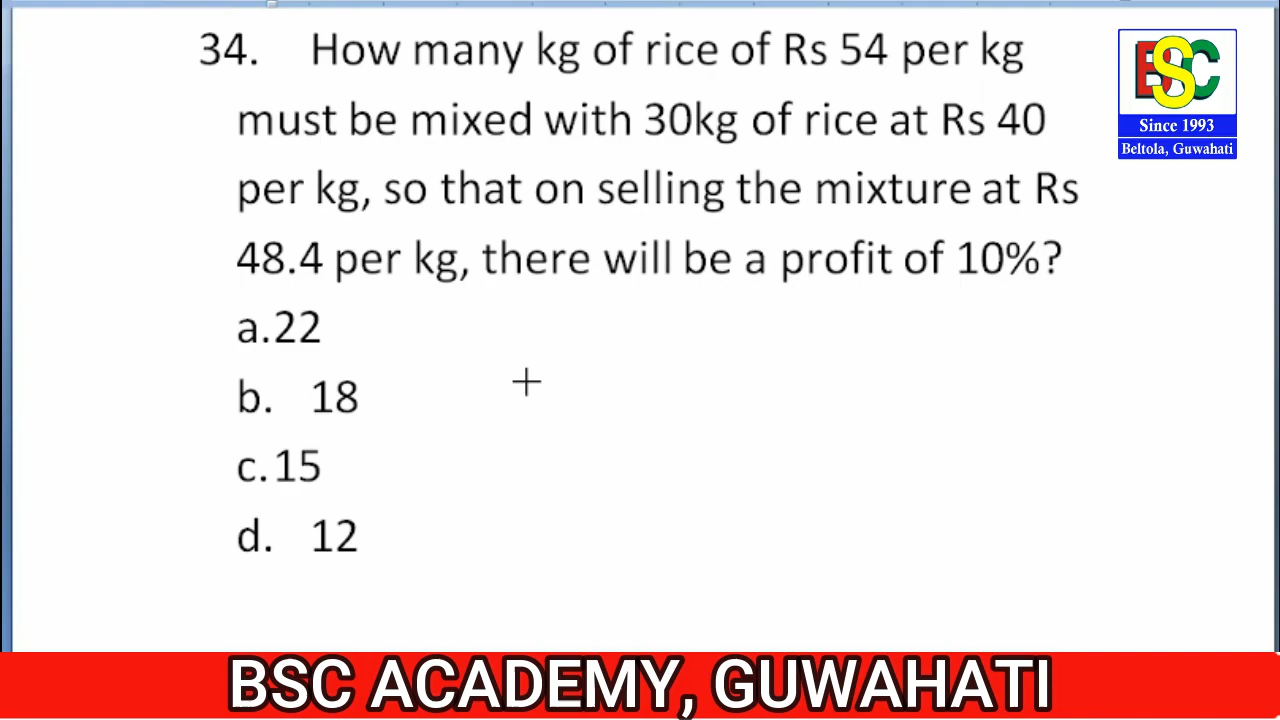 34. How many kg of rice of Rs 54 per kg
must be mixed with 30kg of rice at Rs 40
per kg, so that on selling the mixture at Rs
48.4 per kg, there will be a profit of 10%?
a.22
b. 18
c.15
d. 12
BSC
Since 1993
Beltola, Guwahati
BSC ACADEMY, GUWAHATI